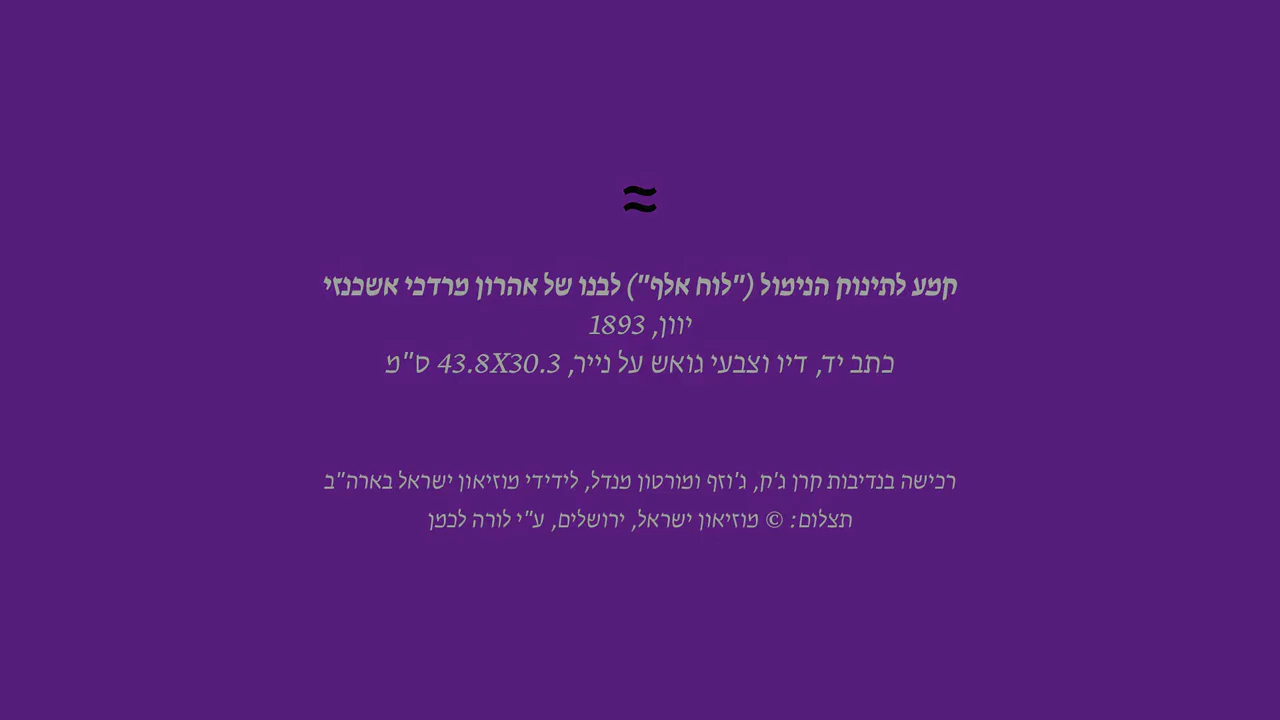 ≈
קמע לתינוק הנימול ("לוח אלף") לבנו של אהרון מרדכי אשכנזי
יוון, 1893
כתב יד, דיו וצבעי גואש על נייר, 43.8X30.3 ס"מ
רכישה בנדיבות קרן ג'ק, ג'וזף ומורטון מנדל, לידידי מוזיאון ישראל בארה"ב
תצלום: © מוזיאון ישראל, ירושלים, ע"י לורה לכמן